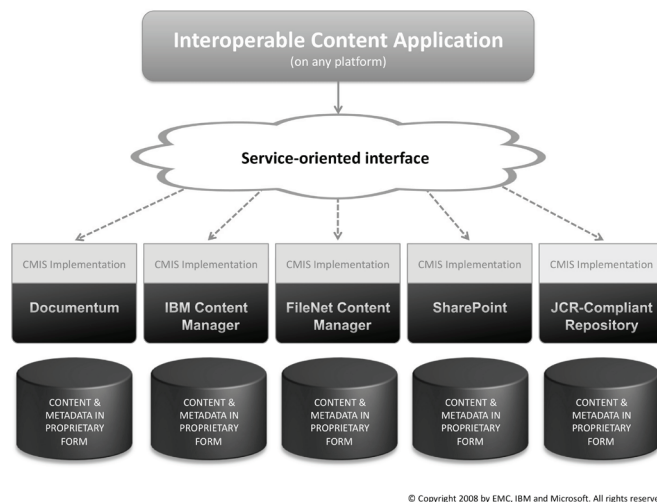 Interoperable Content Application
(on any platform)
Service-oriented interface
CMIS Implementation
CMIS Implementation
CMIS Implementation
CMIS Implementation
CMIS Implementation
Documentum
IBM Content
Manager
FileNet Content
Manager
SharePoint
JCR-Compliant
Repository
CONTENT &
METADATA IN
PROPRIETARY
FORM
CONTENT &
METADATA IN
PROPRIETARY
FORM
CONTENT &
METADATA IN
PROPRIETARY
FORM
CONTENT &
METADATA IN
PROPRIETARY
FORM
CONTENT &
METADATA IN
PROPRIETARY
FORM
© Copyright 2008 by EMC, IBM and Microsoft. All rights reserve